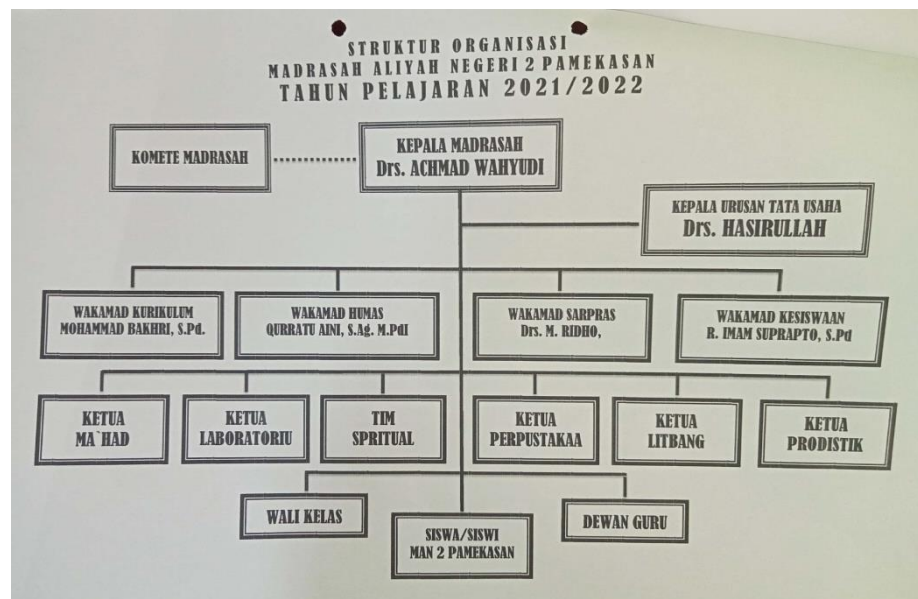 STRUKTUR ORGANISASI
MADRASAH ALIYAH NEGERI 2 PAMEKASAN
TAHUN PELAJARAN 2021/2022
KOMETE MADRASAH
KEPALA MADRASAH
Drs. ACHMAD WAHYUDI
KEPALA URUSAN TATA USAHA
Drs. HASIRULLAH
WAKAMAD KURIKULUM
MOHAMMAD BAKHRI, S.Pd.
WAKAMAD HUMAS
QURRATU AINI, S.Ag. M.PdI
WAKAMAD SARPRAS
Drs. M. RIDHO,
WAKAMAD KESISWAAN
R. IMAM SUPRAPTO, S.Pd
KETUA
MA`HAD
KETUA
LABORATORIU
TIM
SPRITUAL
KETUA
PERPUSTAKAA
KETUA
LITBANG
KETUA
PRODISTIK
WALI KELAS
SISWA/SISWI
MAN 2 PAMEKASAN
DEWAN GURU